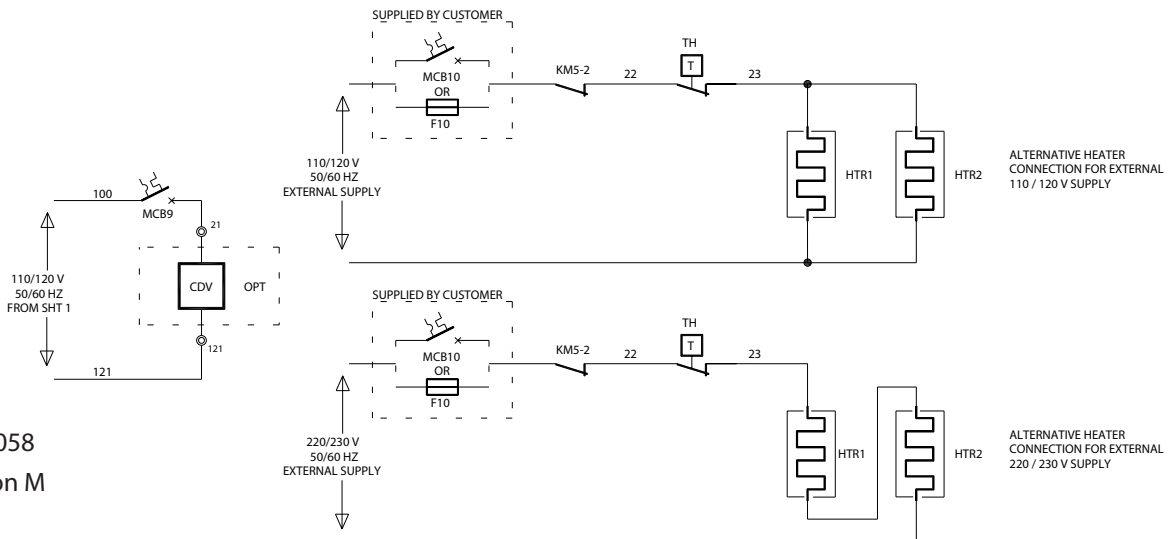 SUPPLIED BY CUSTOMER
MCB10
OR
F10
KM5-2
22
TH
T
23
110/120 V
50/60 HZ
EXTERNAL SUPPLY
HTR1
HTR2
ALTERNATIVE HEATER
CONNECTION FOR EXTERNAL
110 / 120 V SUPPLY
100
MCB9
21
110/120 V
50/60 HZ
FROM SHT 1
CDV
OPT
121
121
SUPPLIED BY CUSTOMER
MCB10
OR
F10
KM5-2
22
TH
T
23
220/230 V
50/60 HZ
EXTERNAL SUPPLY
HTR1
HTR2
ALTERNATIVE HEATER
CONNECTION FOR EXTERNAL
220 / 230 V SUPPLY
058
on M